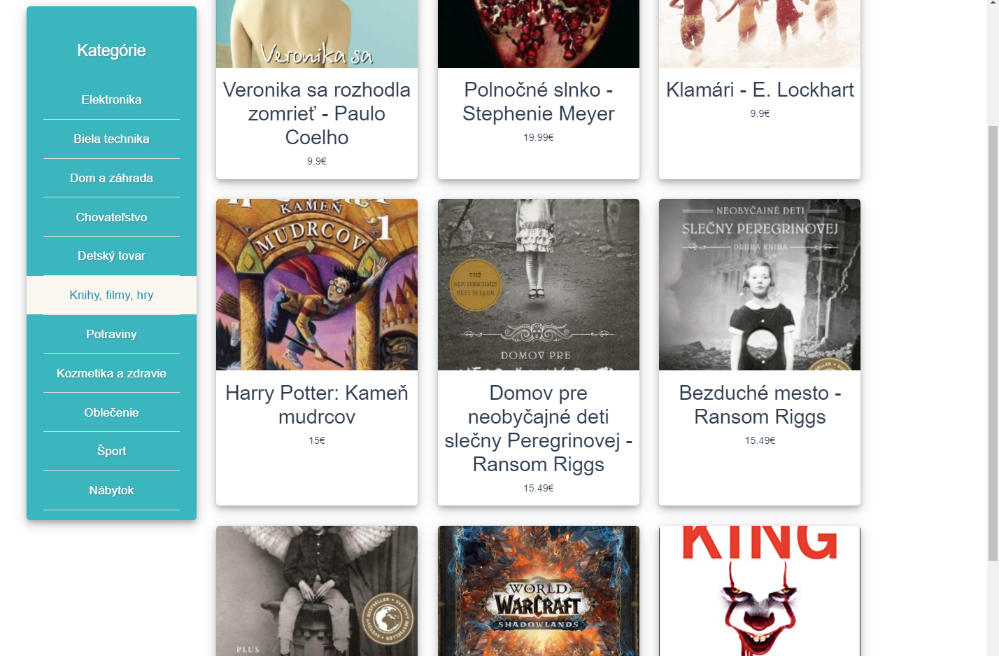 Kategórie
Elektronika
Biela technika
Dom a záhrada
Chovateľstvo
Detský tovar
Knihy, filmy, hry
Potraviny
Kozmetika a zdravie
Oblečenie
Šport
Nábytok
Veronika sa
Veronika sa rozhodla
zomrieť - Paulo
Coelho
9.9€
Polnočné slnko -
Stephenie Meyer
19.99€
Klamári - E. Lockhart
9.9€
KAMEŇ
MUDRCOV
1
Harry Potter: Kameň
mudrcov
15€
THE
NEW YORK TIMES
BESTSELLER
DOMOV PRE
Domov pre
neobyčajné deti
slečny Peregrinovej -
Ransom Riggs
15.49€
NEOBYČAJNÉ DETI
SLEČNY PEREGRINOVEJ
DRUHÁ KNIHA
Bezduché mesto -
Ransom Riggs
15.49€
SVETOVÝ BESTSELLER
PLUS
WORLD
WARCRAFT
SHADOWLANDS
KING